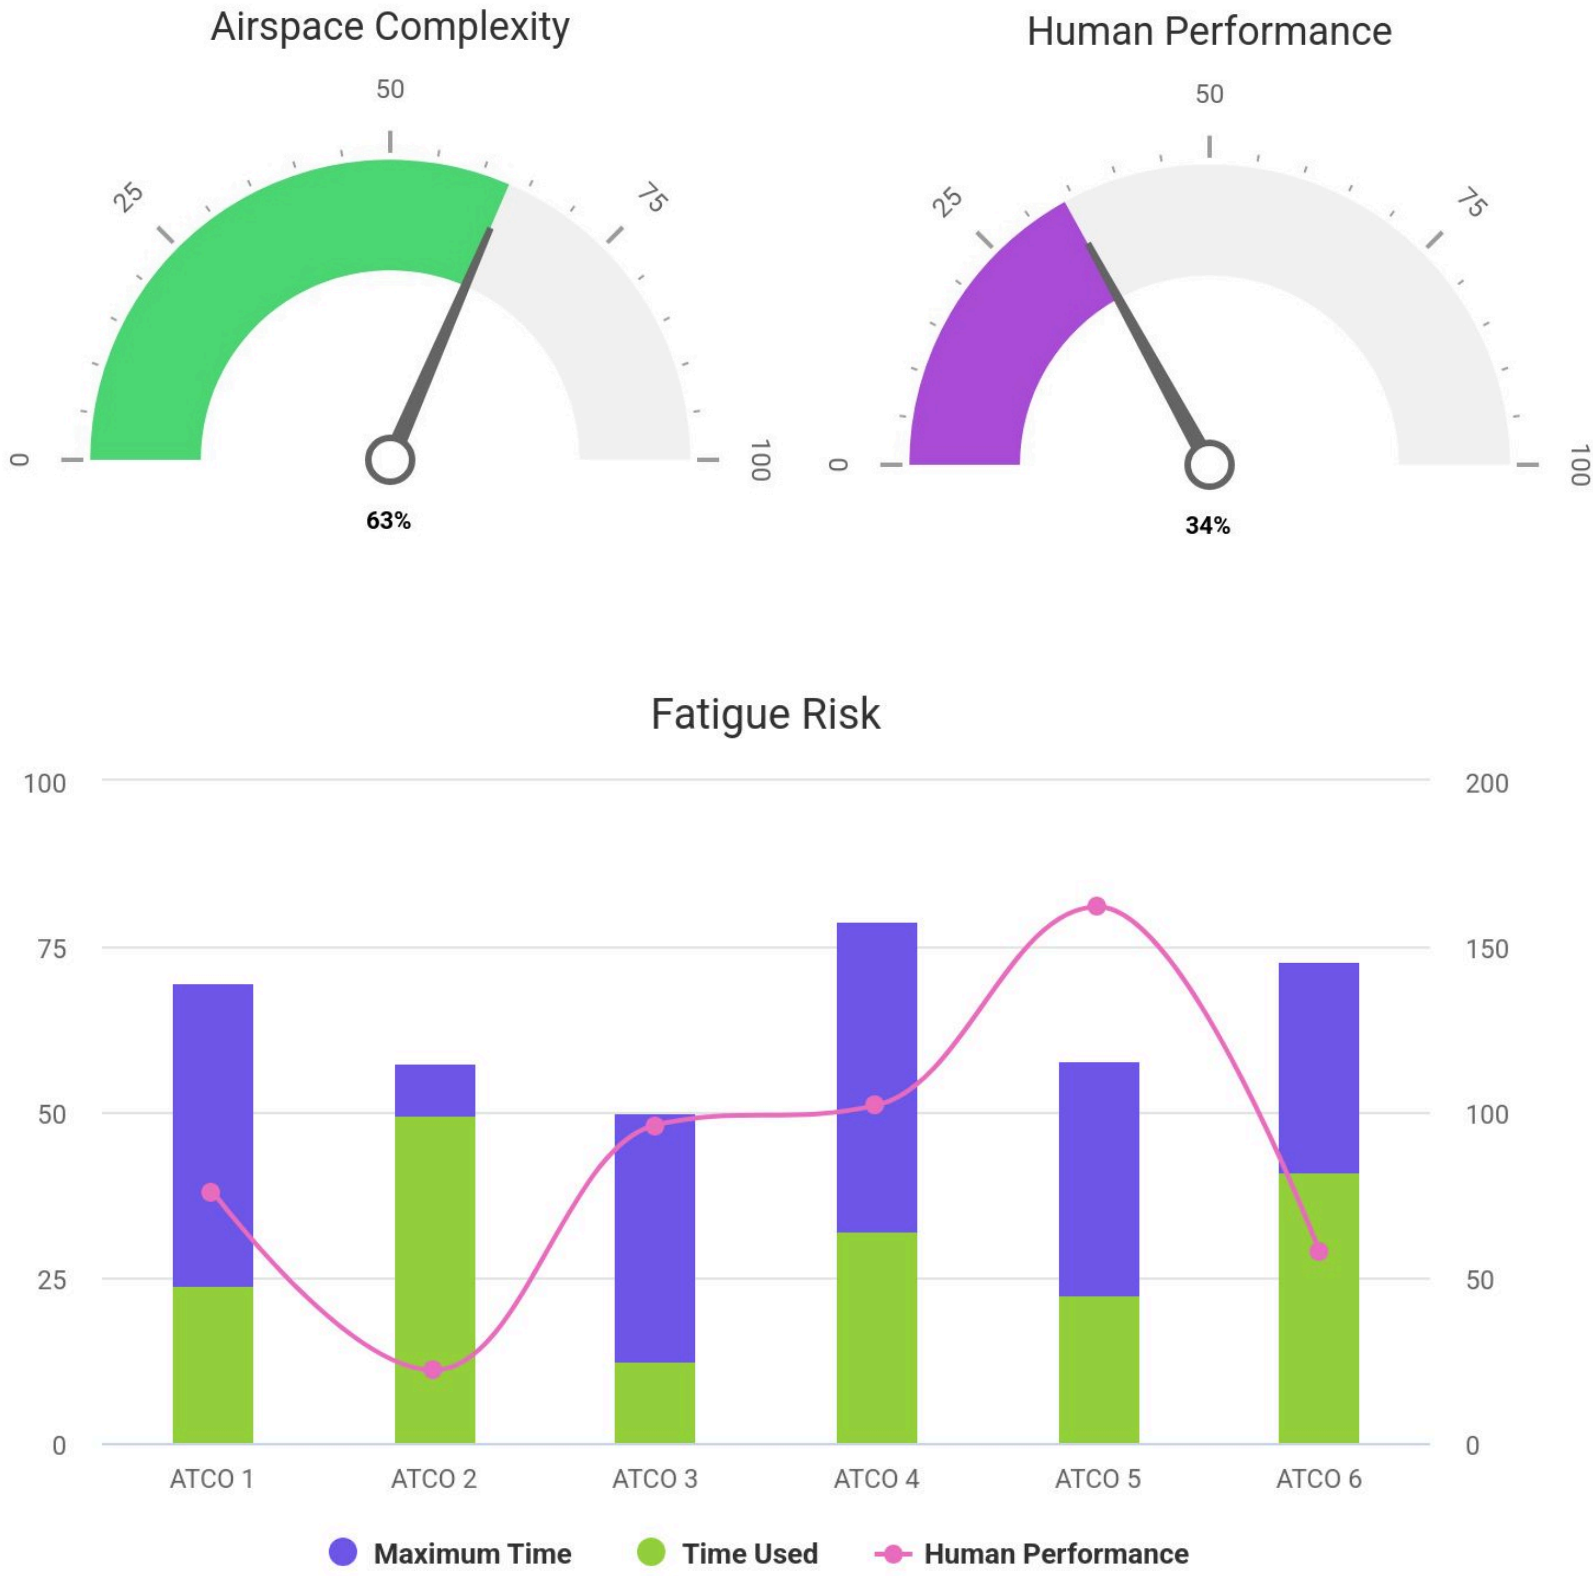 Airspace Complexity
Human Performance
50
50
25
75
25
75
0
100
0
100
63%
34%
Fatigue Risk
100
200
75
150
50
100
25
50
0
0
ATCO 1
ATCO 2
ATCO 3
ATCO 4
ATCO 5
ATCO 6
Maximum Time
Time Used
Human Performance